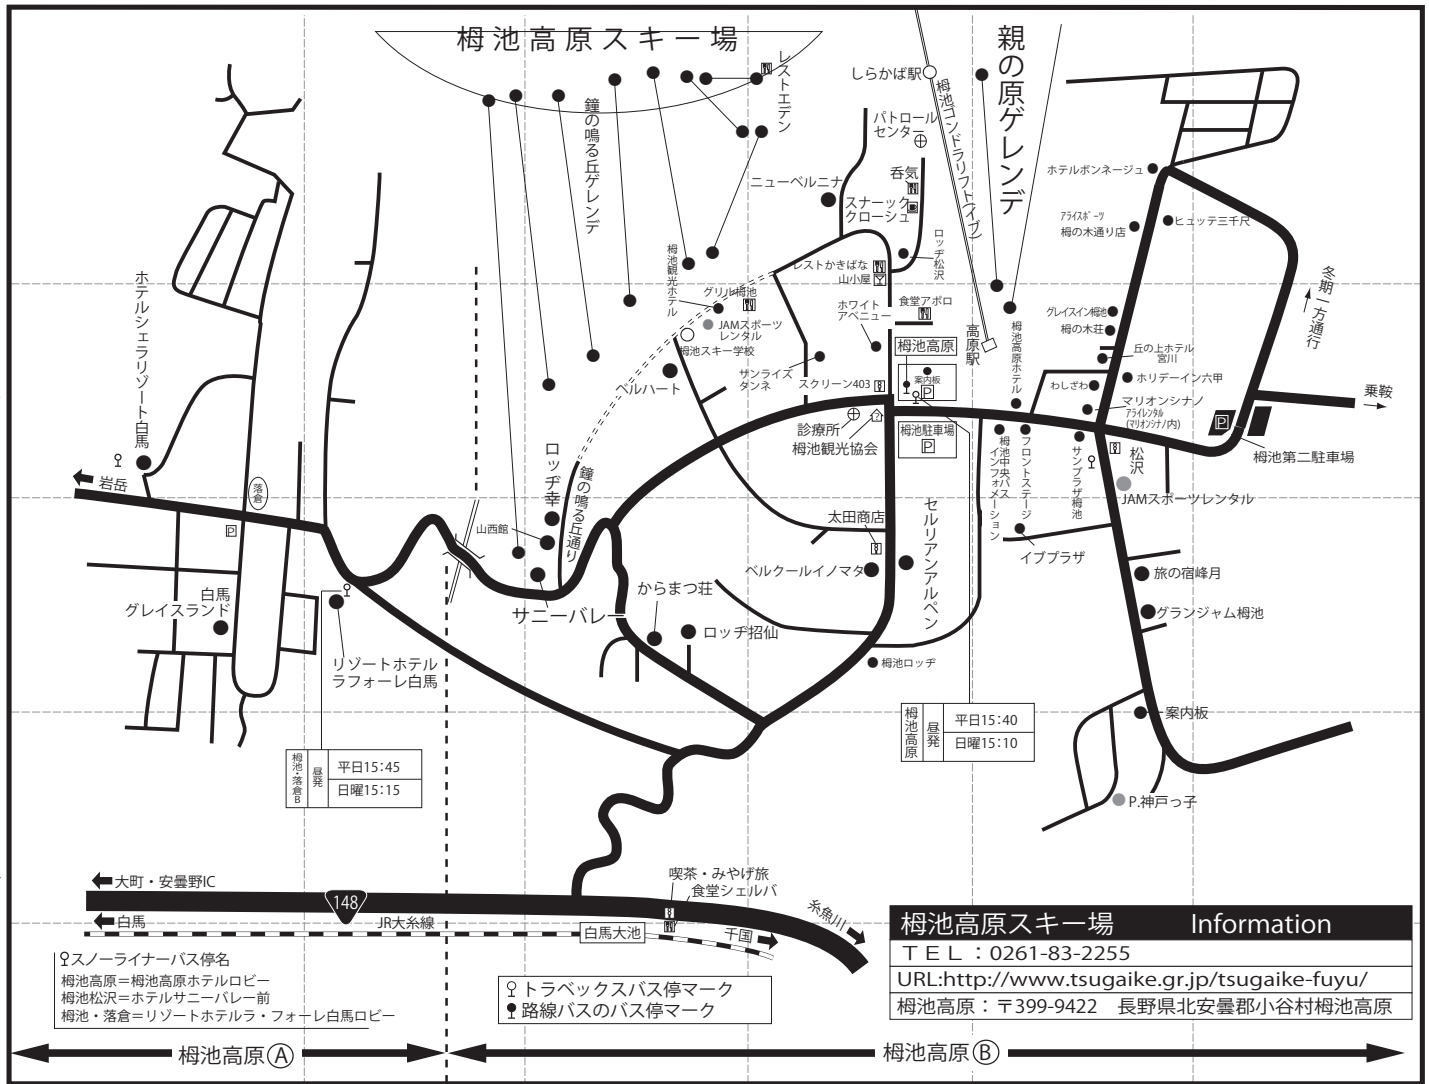 栂池高原スキー場
親の原ゲレンデ
レストエデン
しらかば駅
栂池ゴンドラリフト(イブ)
鐘の鳴る丘ゲレンデ
パトロール
センター
呑気
ニューベルニナ
スナック
クローシュ
ロッヂ松沢
ホテルボンネージュ
アライスポーツ
栂の木通り店
ヒュッテ三千尺
冬期一方通行
乗鞍
栂池観光ホテル
グリル栂池
JAMスポーツ
レンタル
栂池スキー学校
レストかきばな
山小屋
ホワイト
アベニュー
食堂アポロ
栂池高原
案内板
P
高原駅
栂池高原ホテル
グレイスイン栂池
栂の木荘
丘の上ホテル
宮川
ホリデーイン六甲
わしざわ
マリオンシナノ
アライレンタル
(マリオンシナノ内)
P
栂池第二駐車場
ホテルシェラリゾート白馬
ベルハート
サンライズ
タンネ
スクリーン403
診療所
栂池観光協会
栂池駐車場
P
栂池中央バス
インフォメーション
フロントステージ
サンプラザ栂池
松沢
JAMスポーツレンタル
イブプラザ
岩岳
落倉
P
ロッヂ幸
鐘の鳴る丘通り
山西館
サニーバレー
太田商店
ベルクールイノマタ
セルリアンアルペン
からまつ荘
ロッヂ招仙
栂池ロッヂ
旅の宿峰月
グランジャム栂池
案内板
P.神戸っ子
白馬
グレイスランド
リゾートホテル
ラフォーレ白馬
栂池・落倉B
昼発
平日15:45
日曜15:15
栂池高原
昼発
平日15:40
日曜15:10
大町・安曇野IC
148
白馬
JR大糸線
喫茶・みやげ旅
食堂シェルバ
白馬大池
千国
糸魚川
スノーライナーバス停名
栂池高原＝栂池高原ホテルロビー
栂池松沢＝ホテルサニーバレー前
栂池・落倉＝リゾートホテルラ・フォーレ白馬ロビー
トラベックスバス停マーク
路線バスのバス停マーク
栂池高原スキー場 Information
ＴＥＬ：0261-83-2255
URL:http://www.tsugaike.gr.jp/tsugaike-fuyu/
栂池高原：〒399-9422 長野県北安曇郡小谷村栂池高原
栂池高原Ⓐ
栂池高原Ⓑ